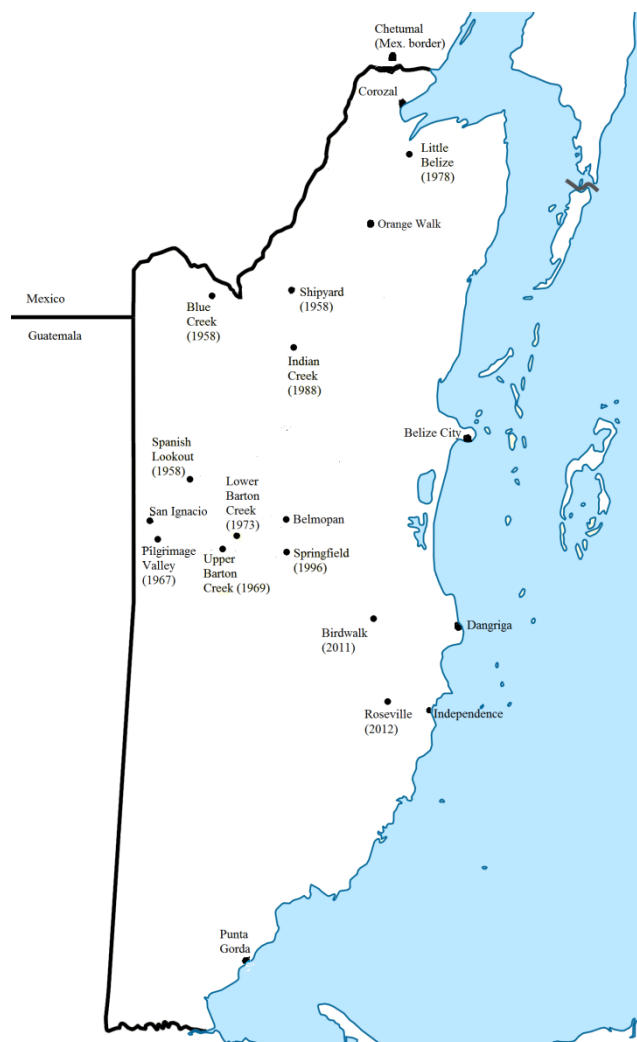 Chetumal
(Mex. border)
Corozal
Little
Belize
(1978)
Orange Walk
Mexico
Guatemala
Blue
Creek
(1958)
Shipyard
(1958)
Indian
Creek
(1988)
Belize City
Spanish
Lookout
(1958)
Lower
Barton
Creek
(1973)
San Ignacio
Belmopan
Pilgrimage
Valley
(1967)
Upper
Barton
Creek (1969)
Springfield
(1996)
Birdwalk
(2011)
Dangriga
Roseville
(2012)
Independence
Punta
Gorda